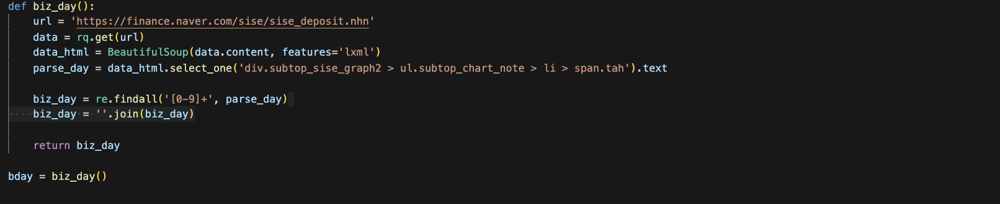 def biz_day():
    url = 'https://finance.naver.com/sise/sise_deposit.nhn'
    data = rq.get(url)
    data_html = BeautifulSoup(data.content, features='lxml')
    parse_day = data_html.select_one('div.subtop_sise_graph2 > ul.subtop_chart_note > li > span.tah').text

    biz_day = re.findall('[0-9]+', parse_day)
    biz_day = ''.join(biz_day)

    return biz_day

bday = biz_day()